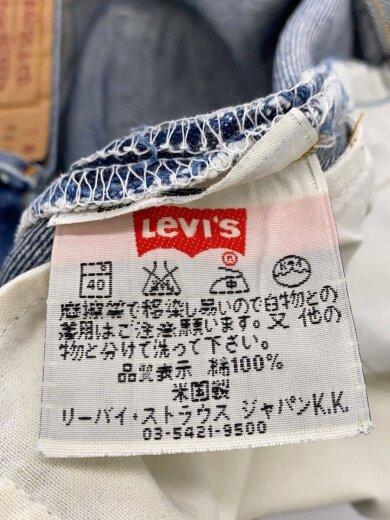 Levi's
®
40
摩擦等で移染し易いので白物との
着用はご注意願います。又、他の
物と分けて洗って下さい。
品質表示 綿100%
米国製
リーバイ・ストラウス ジャパンK.K.
03-5421-9500